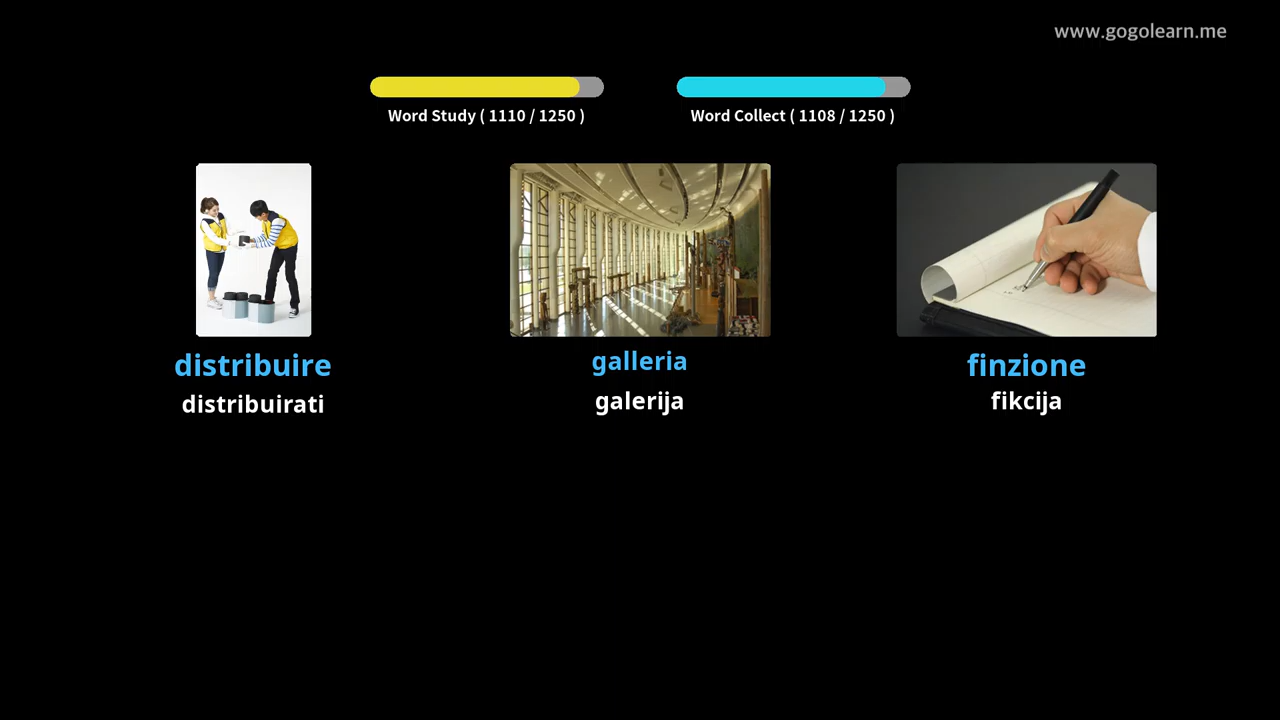 www.gogolearn.me
Word Study ( 1110 / 1250 )
Word Collect ( 1108 / 1250 )
distribuire
distribuirati
galleria
galerija
finzione
fikcija